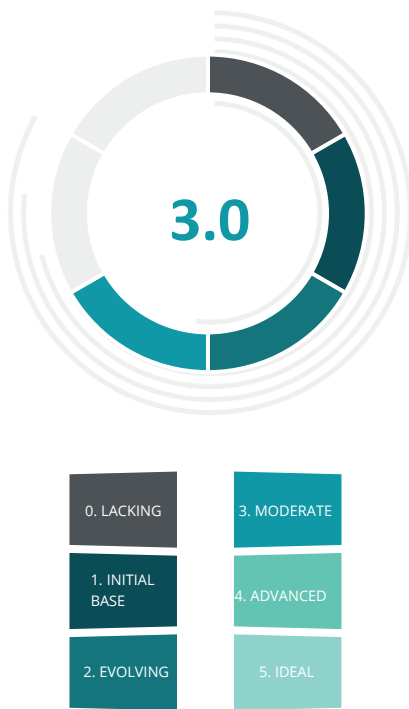 3.0
0. LACKING
1. INITIAL
BASE
2. EVOLVING
3. MODERATE
4. ADVANCED
5. IDEAL